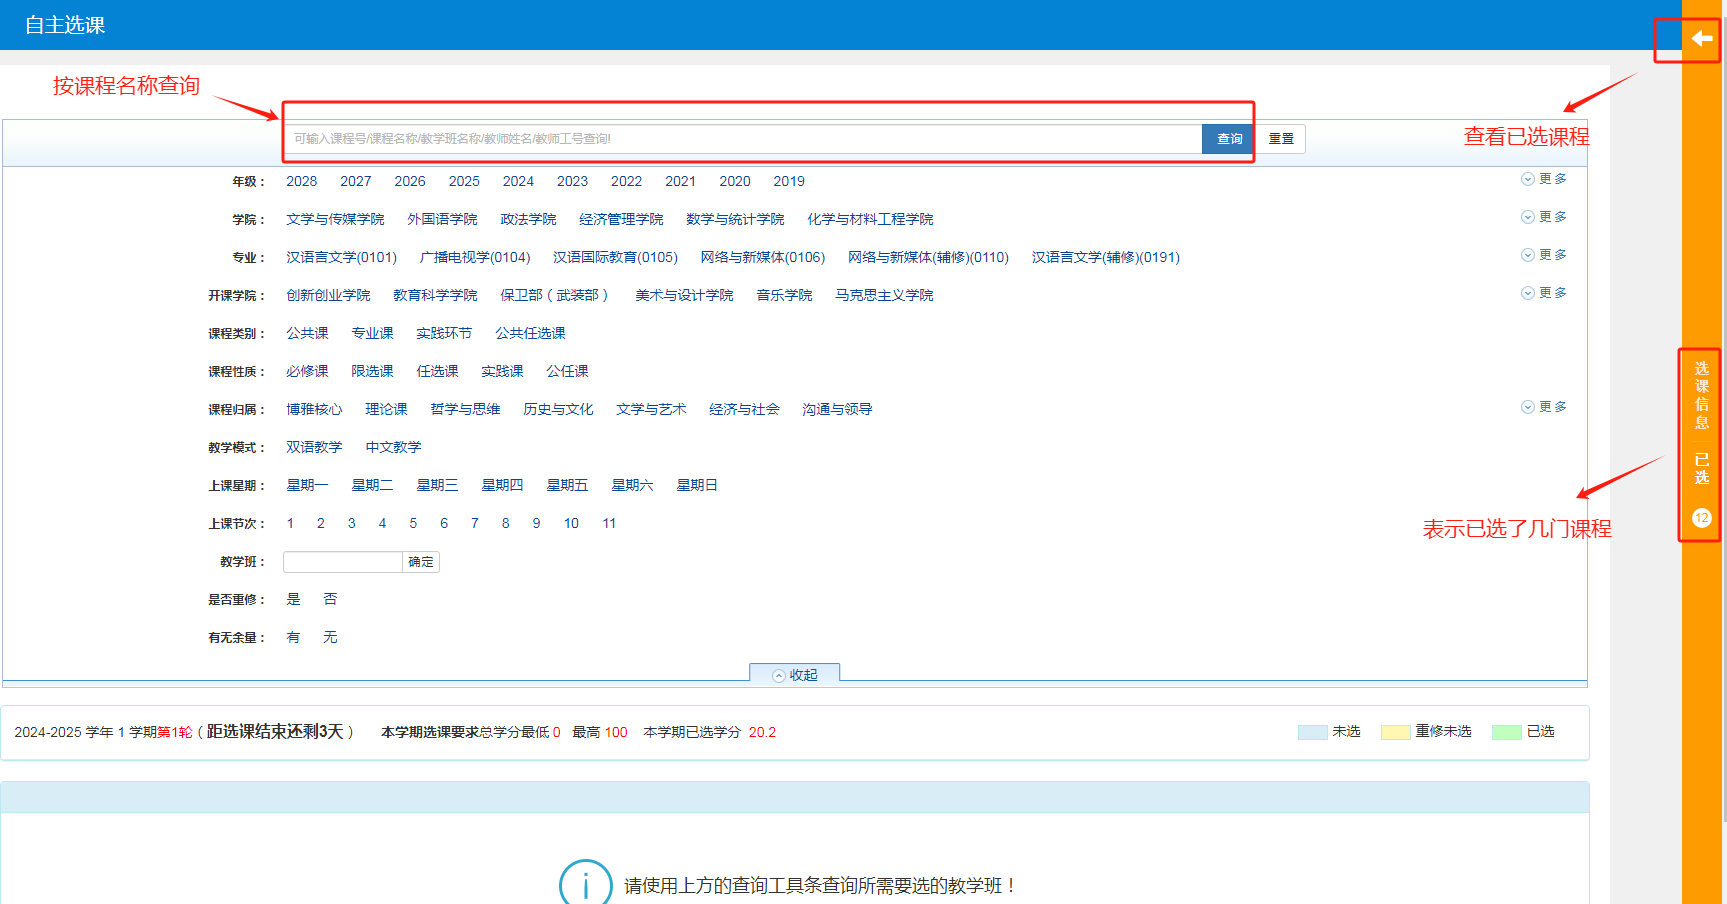 自主选课
按课程名称查询
可输入课程号/课程名称/教学班名称/教师姓名/教师工号查询!
查询
重置
查看已选课程
年级： 2028 2027 2026 2025 2024 2023 2022 2021 2020 2019 更多
学院： 文学与传媒学院 外国语学院 政法学院 经济管理学院 数学与统计学院 化学与材料工程学院 更多
专业： 汉语言文学(0101) 广播电视学(0104) 汉语国际教育(0105) 网络与新媒体(0106) 网络与新媒体(辅修)(0110) 汉语言文学(辅修)(0191) 更多
开课学院： 创新创业学院 教育科学学院 保卫部（武装部） 美术与设计学院 音乐学院 马克思主义学院 更多
课程类别： 公共课 专业课 实践环节 公共任选课
课程性质： 必修课 限选课 任选课 实践课 公任课
课程归属： 博雅核心 理论课 哲学与思维 历史与文化 文学与艺术 经济与社会 沟通与领导 更多
教学模式： 双语教学 中文教学
上课星期： 星期一 星期二 星期三 星期四 星期五 星期六 星期日
上课节次： 1 2 3 4 5 6 7 8 9 10 11
教学班： 确定
是否重修： 是 否
有无余量： 有 无
收起
选课信息
已选
12
表示已选了几门课程
2024-2025 学年 1 学期第1轮（距选课结束还剩3天） 本学期选课要求总学分最低 0 最高 100 本学期已选学分 20.2
未选 重修未选 已选
请使用上方的查询工具条查询所需要选的教学班！